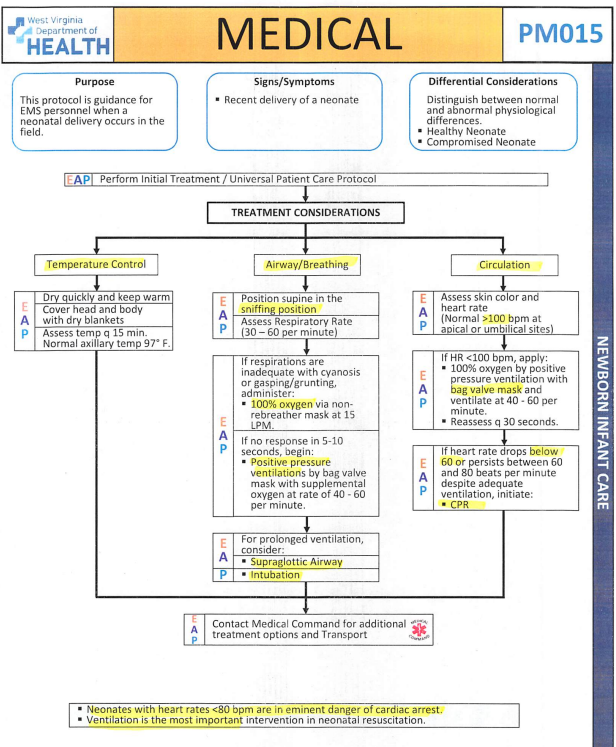 West Virginia
Department of
HEALTH
MEDICAL
PM015
Purpose
This protocol is guidance for
EMS personnel when a
neonatal delivery occurs in the
field.
Signs/Symptoms
▪ Recent delivery of a neonate
Differential Considerations
Distinguish between normal
and abnormal physiological
differences.
▪ Healthy Neonate
▪ Compromised Neonate
EAP Perform Initial Treatment / Universal Patient Care Protocol
TREATMENT CONSIDERATIONS
Temperature Control
E
A
P
Dry quickly and keep warm
Cover head and body
with dry blankets
Assess temp q 15 min.
Normal axillary temp 97° F.
Airway/Breathing
E
A
P
Position supine in the
sniffing position
Assess Respiratory Rate
(30 – 60 per minute)
E
A
P
If respirations are
inadequate with cyanosis
or gasping/grunting,
administer:
▪ 100% oxygen via non-
rebreather mask at 15
LPM.
If no response in 5-10
seconds, begin:
▪ Positive pressure
ventilations by bag valve
mask with supplemental
oxygen at rate of 40 - 60
per minute.
E
A
For prolonged ventilation,
consider:
▪ Supraglottic Airway
P ▪ Intubation
Circulation
E
A
P
Assess skin color and
heart rate
(Normal >100 bpm at
apical or umbilical sites)
E
A
P
If HR <100 bpm, apply:
▪ 100% oxygen by positive
pressure ventilation with
bag valve mask and
ventilate at 40 - 60 per
minute.
▪ Reassess q 30 seconds.
E
A
P
If heart rate drops below
60 or persists between 60
and 80 beats per minute
despite adequate
ventilation, initiate:
▪ CPR
E
A
P
Contact Medical Command for additional
treatment options and Transport
MEDICAL
COMMAND
▪ Neonates with heart rates <80 bpm are in eminent danger of cardiac arrest.
▪ Ventilation is the most important intervention in neonatal resuscitation.
NEWBORN INFANT CARE